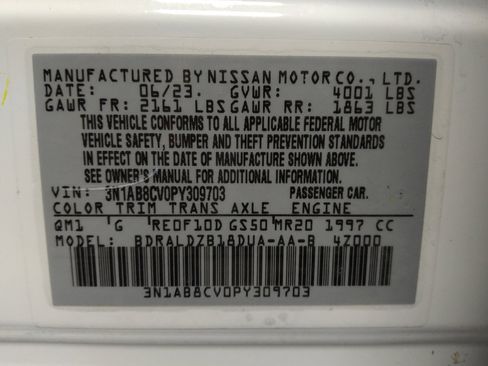 MANUFACTURED BY NISSAN MOTOR CO., LTD.
DATE: 06/23. GVWR: 4001 LBS
GAWR FR: 2161 LBS GAWR RR: 1863 LBS
THIS VEHICLE CONFORMS TO ALL APPLICABLE FEDERAL MOTOR
VEHICLE SAFETY, BUMPER AND THEFT PREVENTION STANDARDS
IN EFFECT ON THE DATE OF MANUFACTURE SHOWN ABOVE.
SEE OWNER'S MANUAL FOR ADDITIONAL INFORMATION.
VIN: 3N1AB8CV0PY309703 PASSENGER CAR.
COLOR TRIM TRANS AXLE ENGINE
QM1 G RE0F10D GS50 MR20 1997 CC
MODEL: BDRALDZB18DUA-AA-B 4Z000
3N1AB8CV0PY309703